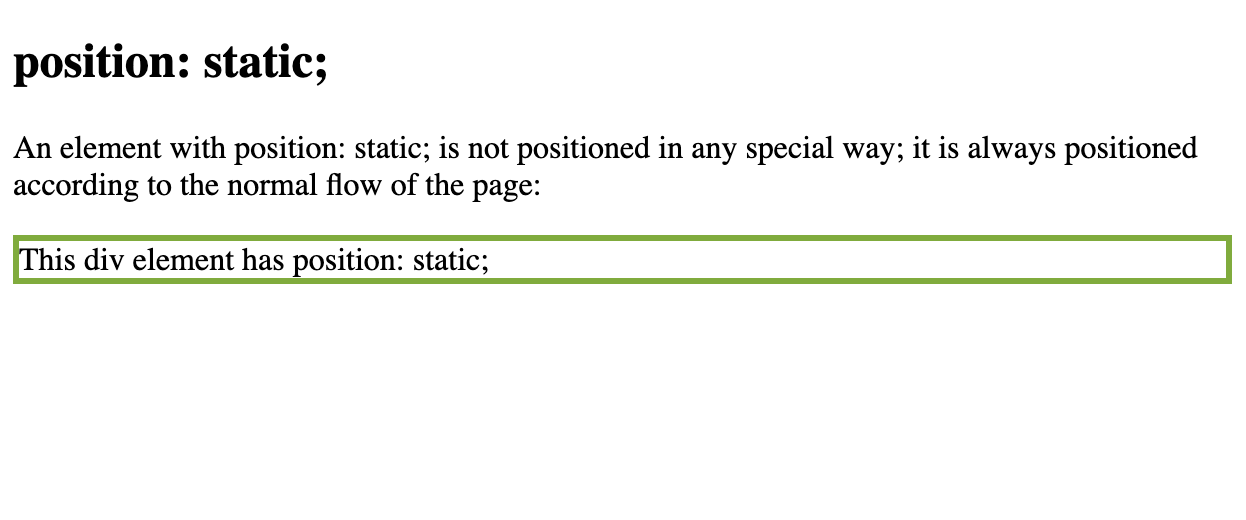 position: static;
An element with position: static; is not positioned in any special way; it is always positioned
according to the normal flow of the page:
This div element has position: static;